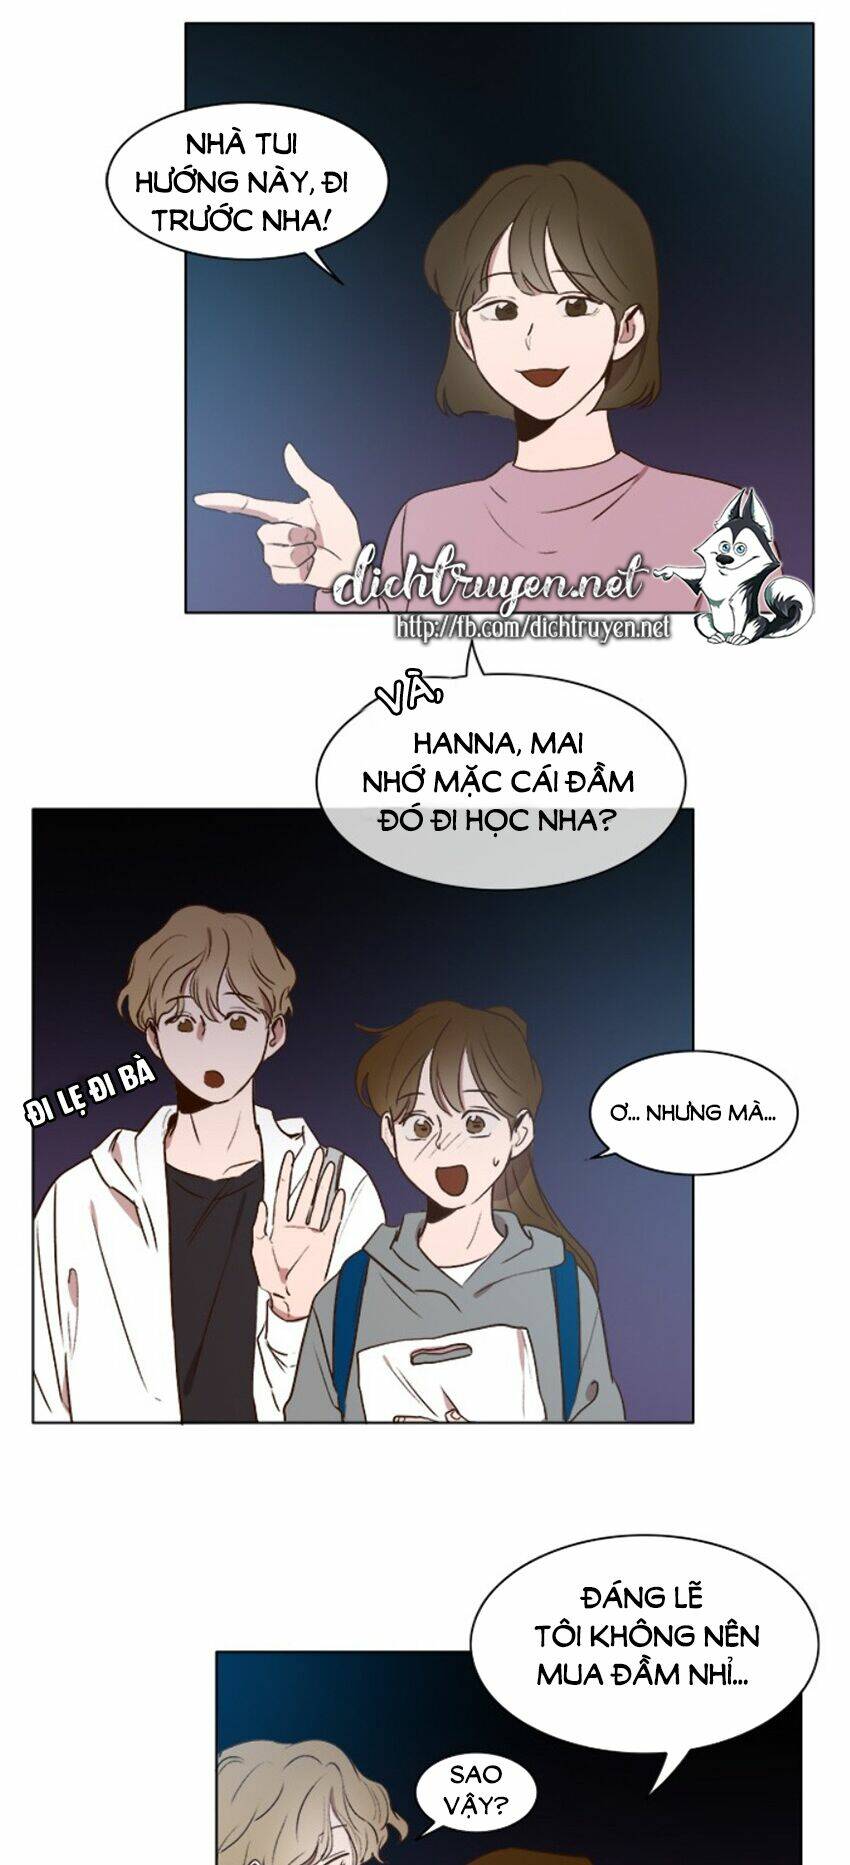 NHÀ TUI
HƯỚNG NÀY, ĐI
TRƯỚC NHA!
dichtruyen.net
http://fb.com/dichtruyen.net
VÀ,
HANNA, MAI
NHỚ MẶC CÁI ĐẦM
ĐÓ ĐI HỌC NHA?
ĐI LẸ ĐI BÀ
Ơ... NHƯNG MÀ...
ĐÁNG LẼ
TÔI KHÔNG NÊN
MUA ĐẦM NHỈ...
SAO
VẬY?